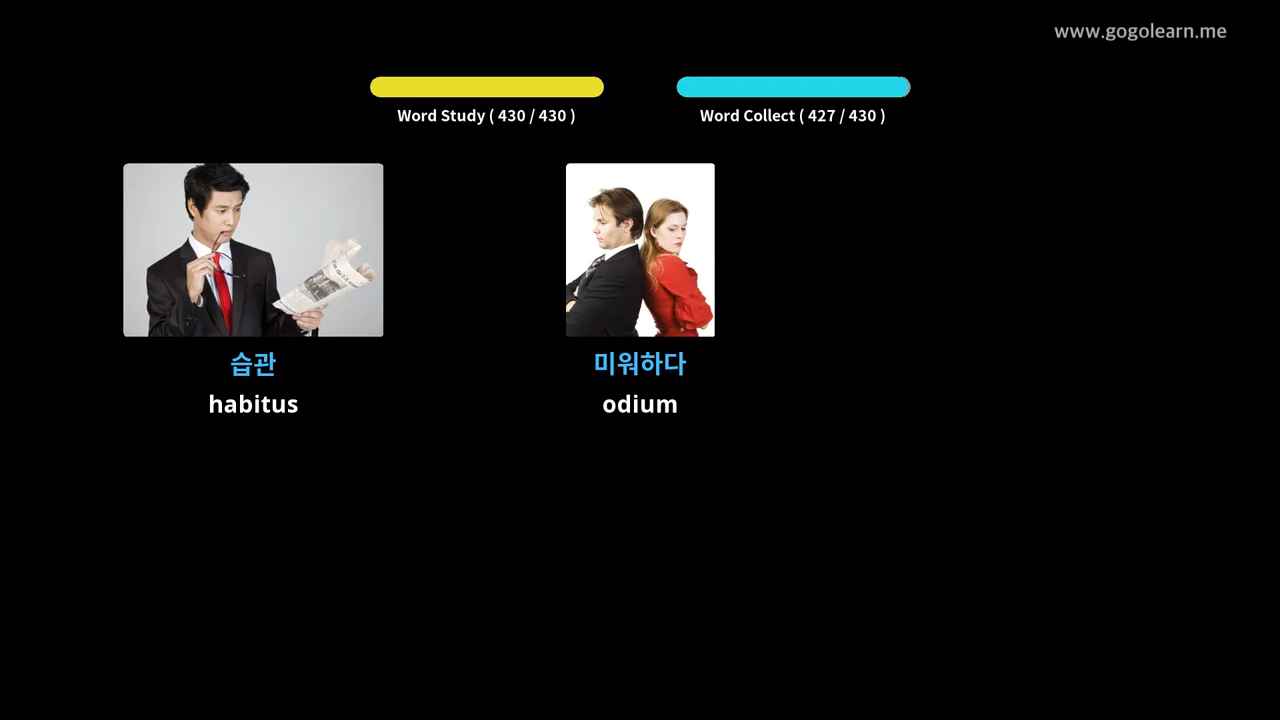 www.gogolearn.me
Word Study ( 430 / 430 )
Word Collect ( 427 / 430 )
습관
habitus
미워하다
odium